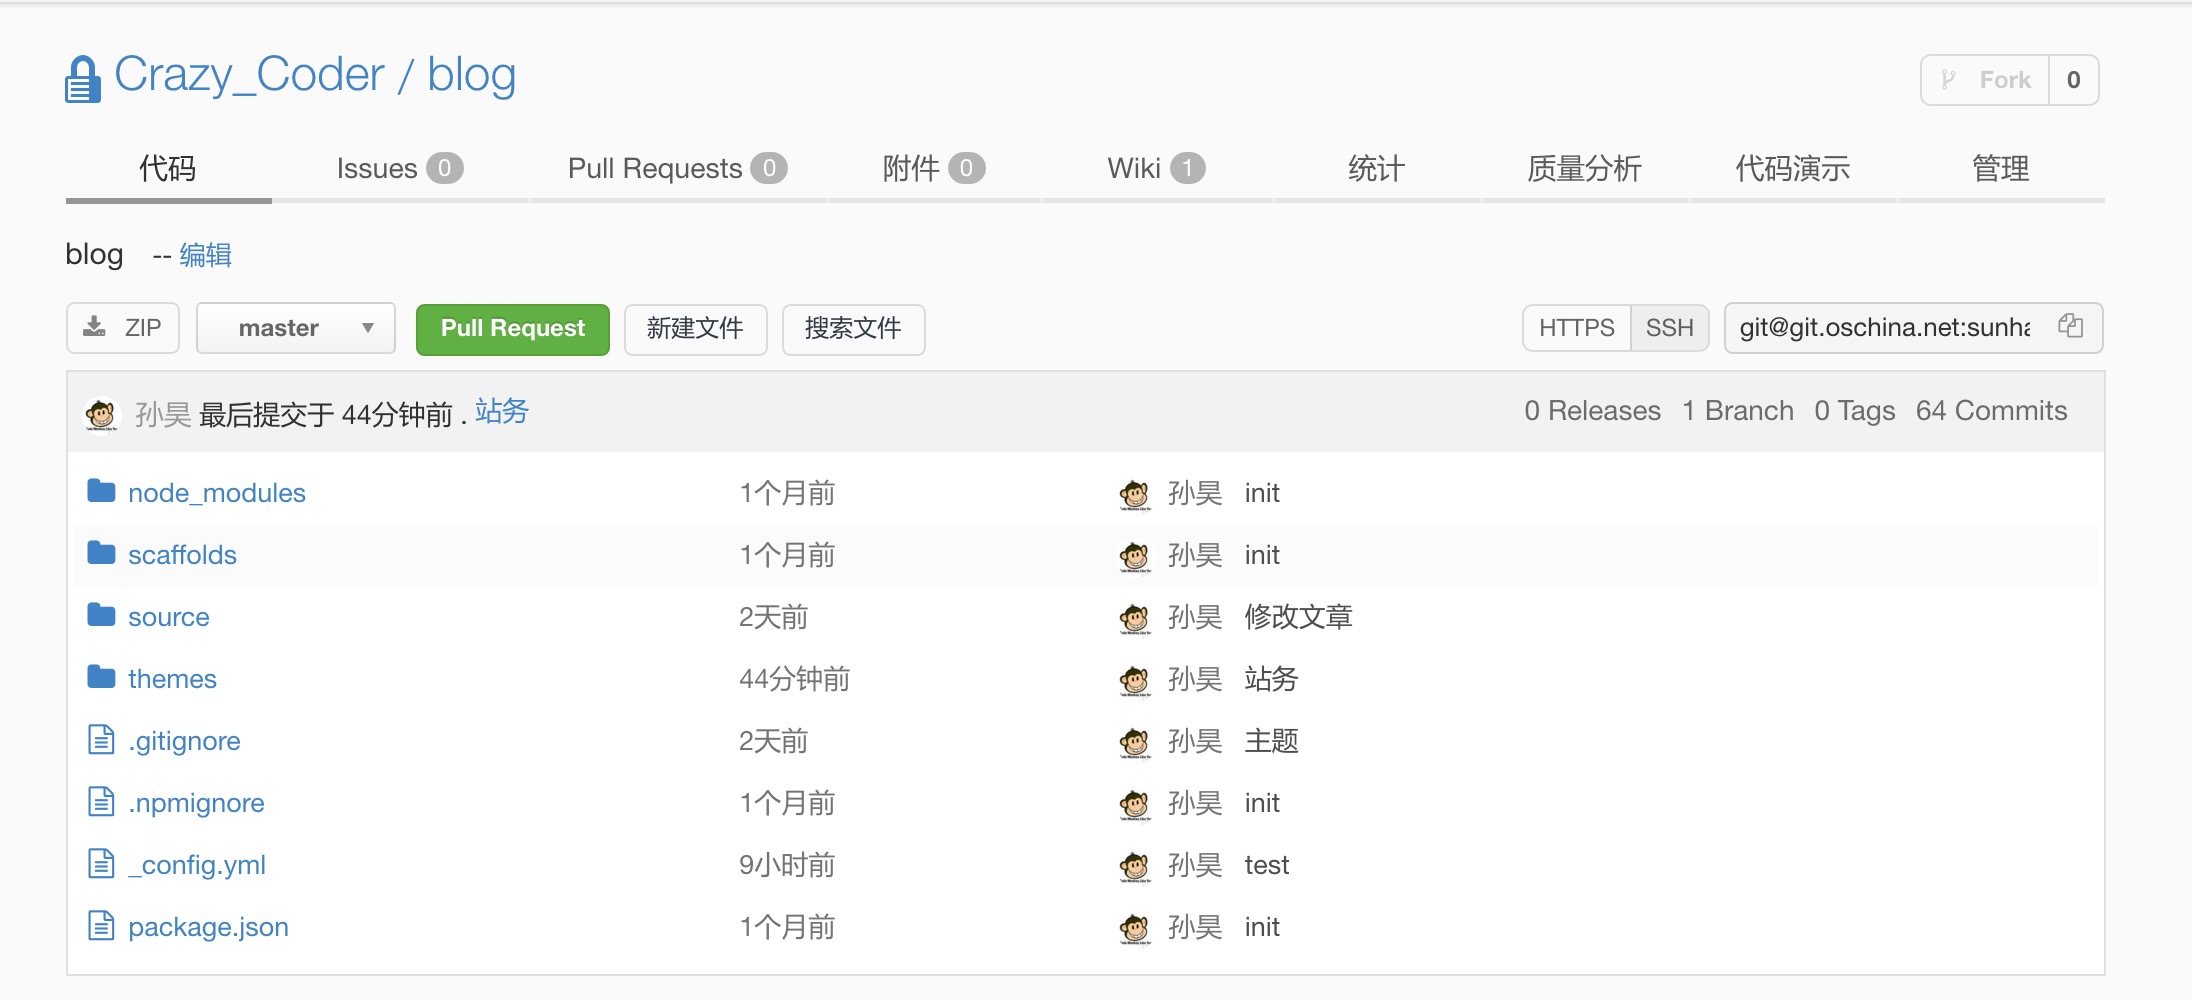 Crazy_Coder / blog
Fork 0
代码 Issues 0 Pull Requests 0 附件 0 Wiki 1 统计 质量分析 代码演示 管理
blog -- 编辑
ZIP master Pull Request 新建文件 搜索文件 HTTPS SSH git@git.oschina.net:sunha
孙昊 最后提交于 44分钟前 . 站务 0 Releases 1 Branch 0 Tags 64 Commits
node_modules 1个月前 孙昊 init
scaffolds 1个月前 孙昊 init
source 2天前 孙昊 修改文章
themes 44分钟前 孙昊 站务
.gitignore 2天前 孙昊 主题
.npmignore 1个月前 孙昊 init
_config.yml 9小时前 孙昊 test
package.json 1个月前 孙昊 init